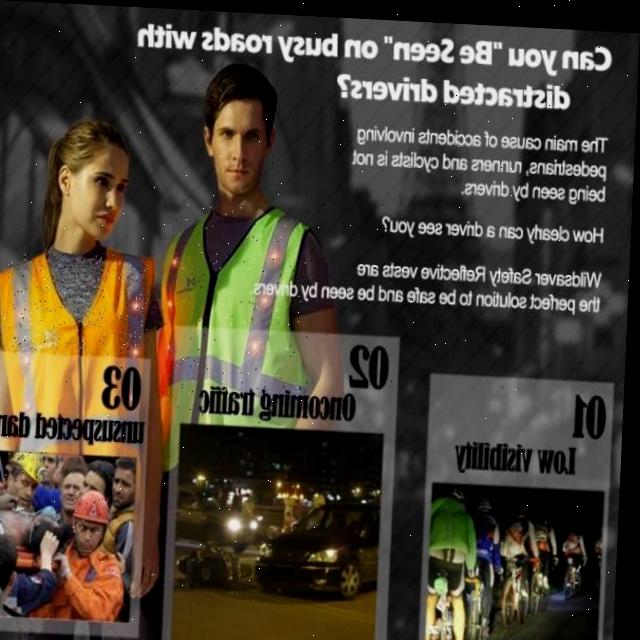 Can you "Be Seen" on busy roads with
distracted drivers?
The main cause of accidents involving
pedestrians, runners and cyclists is not
being seen by drivers.
How clearly can a driver see you?
Wildsaver Safety Reflective vests are
the perfect solution to be safe and be seen by drivers.
01
Low visibility
02
Oncoming traffic
03
unsuspected